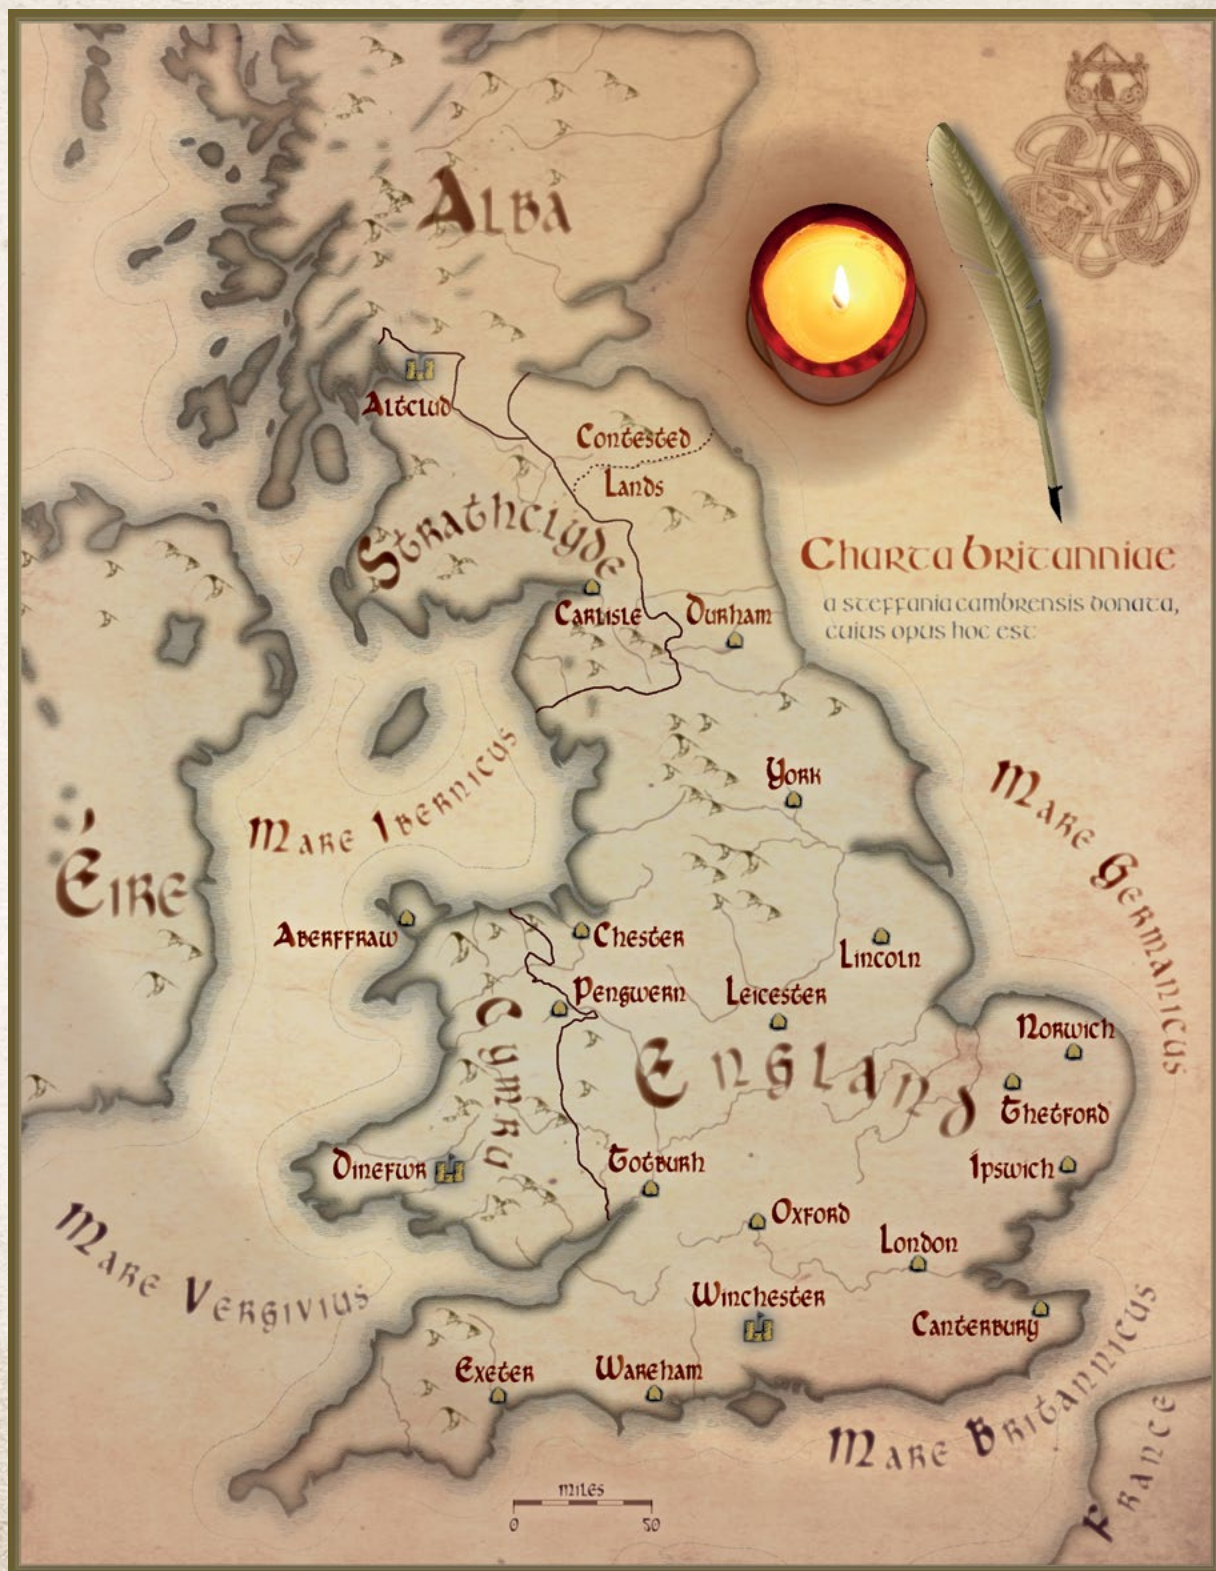 Alba
Altclud
Contested
Lands
Strathclyde
Charta britanniae
a steffania cambrensis donata,
cuius opus hoc est
Carlisle
Durham
York
Mare Ibernicus
Mare Germanicus
Éire
Aberffraw
Chester
Lincoln
Pengwern
Leicester
Norwich
Cymru
England
Thetford
Dinefwr
Totburh
Ipswich
Oxford
London
Mare Vergivius
Winchester
Canterbury
Exeter
Wareham
Mare Britannicus
France
miles
0 50